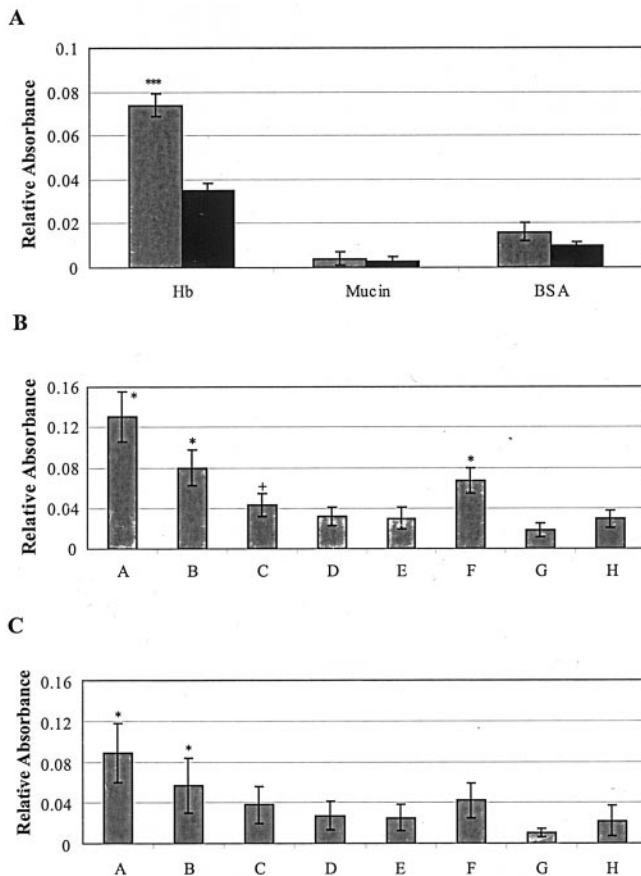 A
Relative Absorbance
0.1
0.08
0.06
0.04
0.02
0
***
Hb Mucin BSA
B
Relative Absorbance
0.16
0.12
0.08
0.04
0
* * + *
A B C D E F G H
C
Relative Absorbance
0.16
0.12
0.08
0.04
0
* *
A B C D E F G H